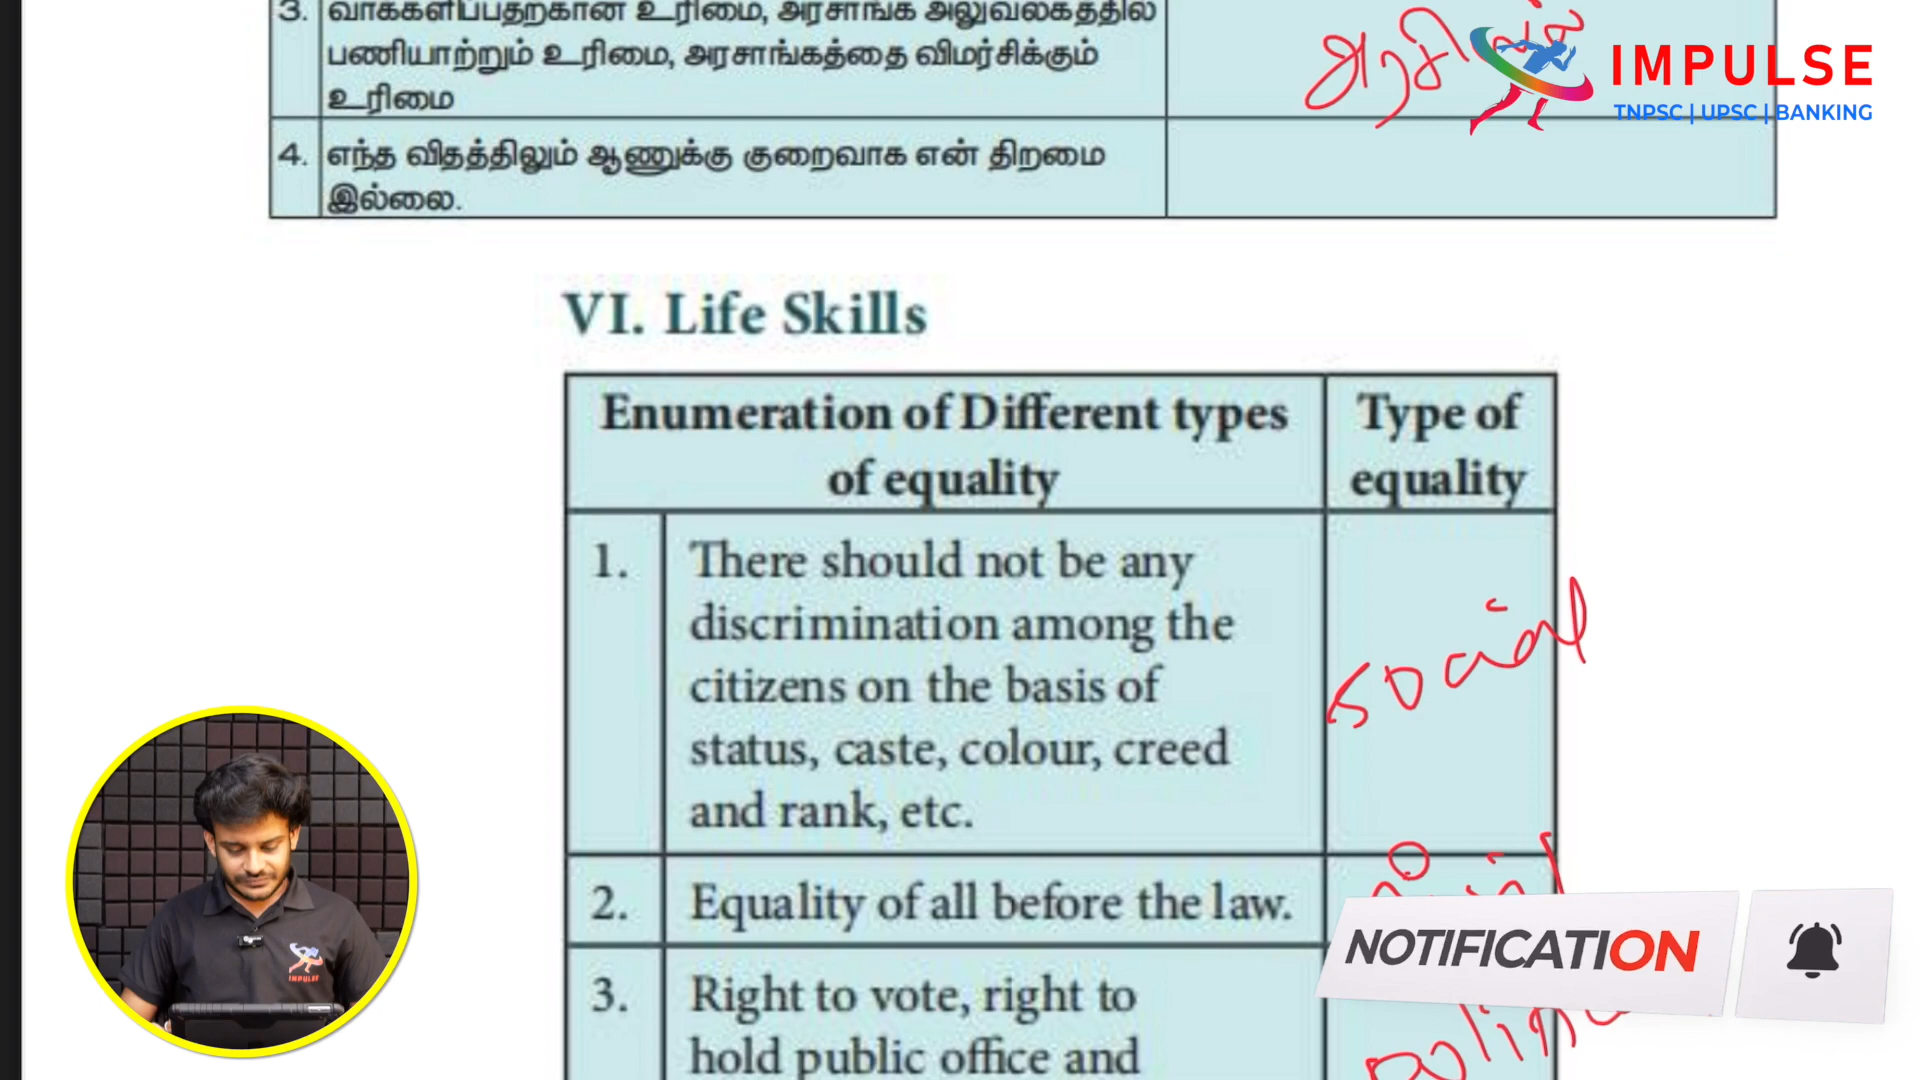 3. வாக்களிப்பதற்கான உரிமை, அரசாங்க அலுவலகத்தில்
பணியாற்றும் உரிமை, அரசாங்கத்தை விமர்சிக்கும்
உரிமை
IMPULSE
TNPSC | UPSC | BANKING
4. எந்த விதத்திலும் ஆணுக்கு குறைவாக என் திறமை
இல்லை.
VI. Life Skills
Enumeration of Different types
of equality
Type of
equality
1. There should not be any
discrimination among the
citizens on the basis of
status, caste, colour, creed
and rank, etc.
social
2. Equality of all before the law.
3. Right to vote, right to
hold public office and
NOTIFICATION
IMPULSE